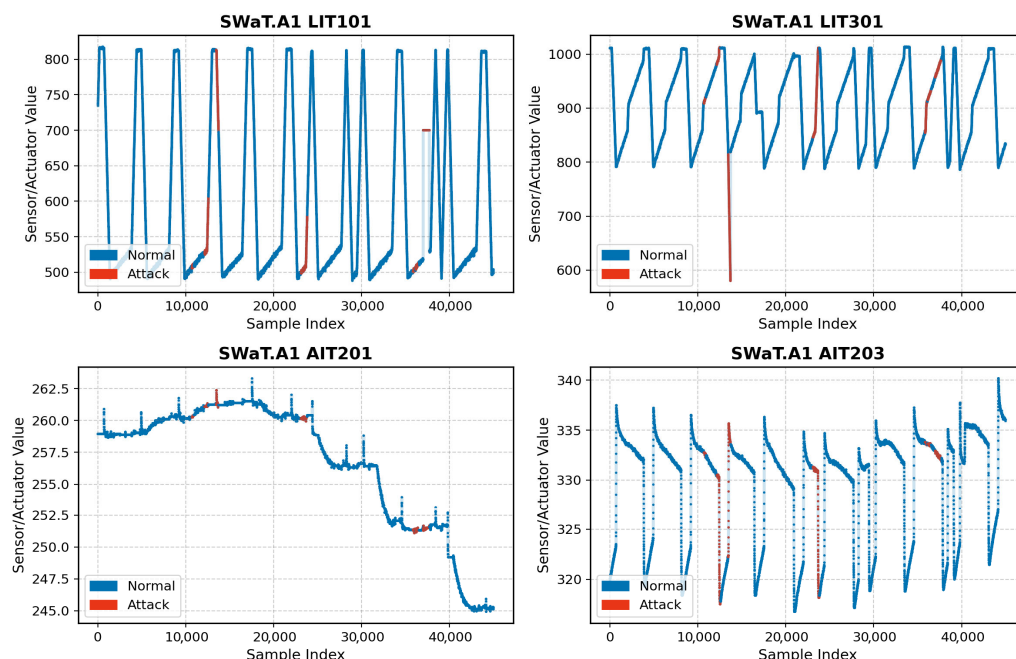 SWaT.A1 LIT101
Sensor/Actuator Value
800
750
700
650
600
550
500
Normal
Attack
0
10,000
20,000
30,000
40,000
Sample Index
SWaT.A1 LIT301
Sensor/Actuator Value
1000
900
800
700
600
Normal
Attack
0
10,000
20,000
30,000
40,000
Sample Index
SWaT.A1 AIT201
Sensor/Actuator Value
262.5
260.0
257.5
255.0
252.5
250.0
247.5
245.0
Normal
Attack
0
10,000
20,000
30,000
40,000
Sample Index
SWaT.A1 AIT203
Sensor/Actuator Value
340
335
330
325
320
Normal
Attack
0
10,000
20,000
30,000
40,000
Sample Index